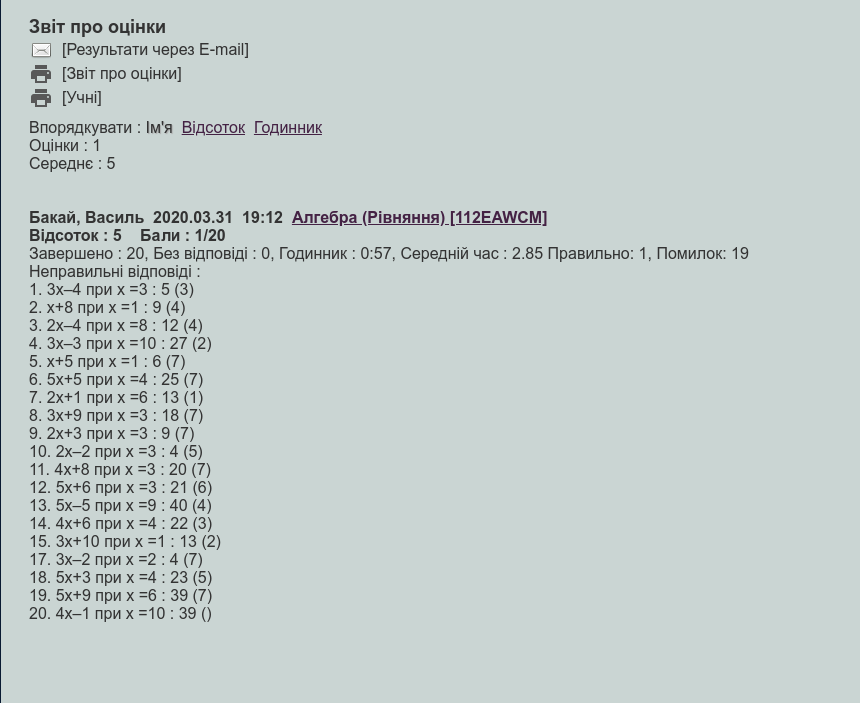 Звіт про оцінки
[Результати через E-mail]
[Звіт про оцінки]
[Учні]
Впорядкувати : Ім'я Відсоток Годинник
Оцінки : 1
Середнє : 5
Бакай, Василь 2020.03.31 19:12 Алгебра (Рівняння) [112EAWCM]
Відсоток : 5 Бали : 1/20
Завершено : 20, Без відповіді : 0, Годинник : 0:57, Середній час : 2.85 Правильно: 1, Помилок: 19
Неправильні відповіді :
1. 3x–4 при x =3 : 5 (3)
2. x+8 при x =1 : 9 (4)
3. 2x–4 при x =8 : 12 (4)
4. 3x–3 при x =10 : 27 (2)
5. x+5 при x =1 : 6 (7)
6. 5x+5 при x =4 : 25 (7)
7. 2x+1 при x =6 : 13 (1)
8. 3x+9 при x =3 : 18 (7)
9. 2x+3 при x =3 : 9 (7)
10. 2x–2 при x =3 : 4 (5)
11. 4x+8 при x =3 : 20 (7)
12. 5x+6 при x =3 : 21 (6)
13. 5x–5 при x =9 : 40 (4)
14. 4x+6 при x =4 : 22 (3)
15. 3x+10 при x =1 : 13 (2)
17. 3x–2 при x =2 : 4 (7)
18. 5x+3 при x =4 : 23 (5)
19. 5x+9 при x =6 : 39 (7)
20. 4x–1 при x =10 : 39 ()